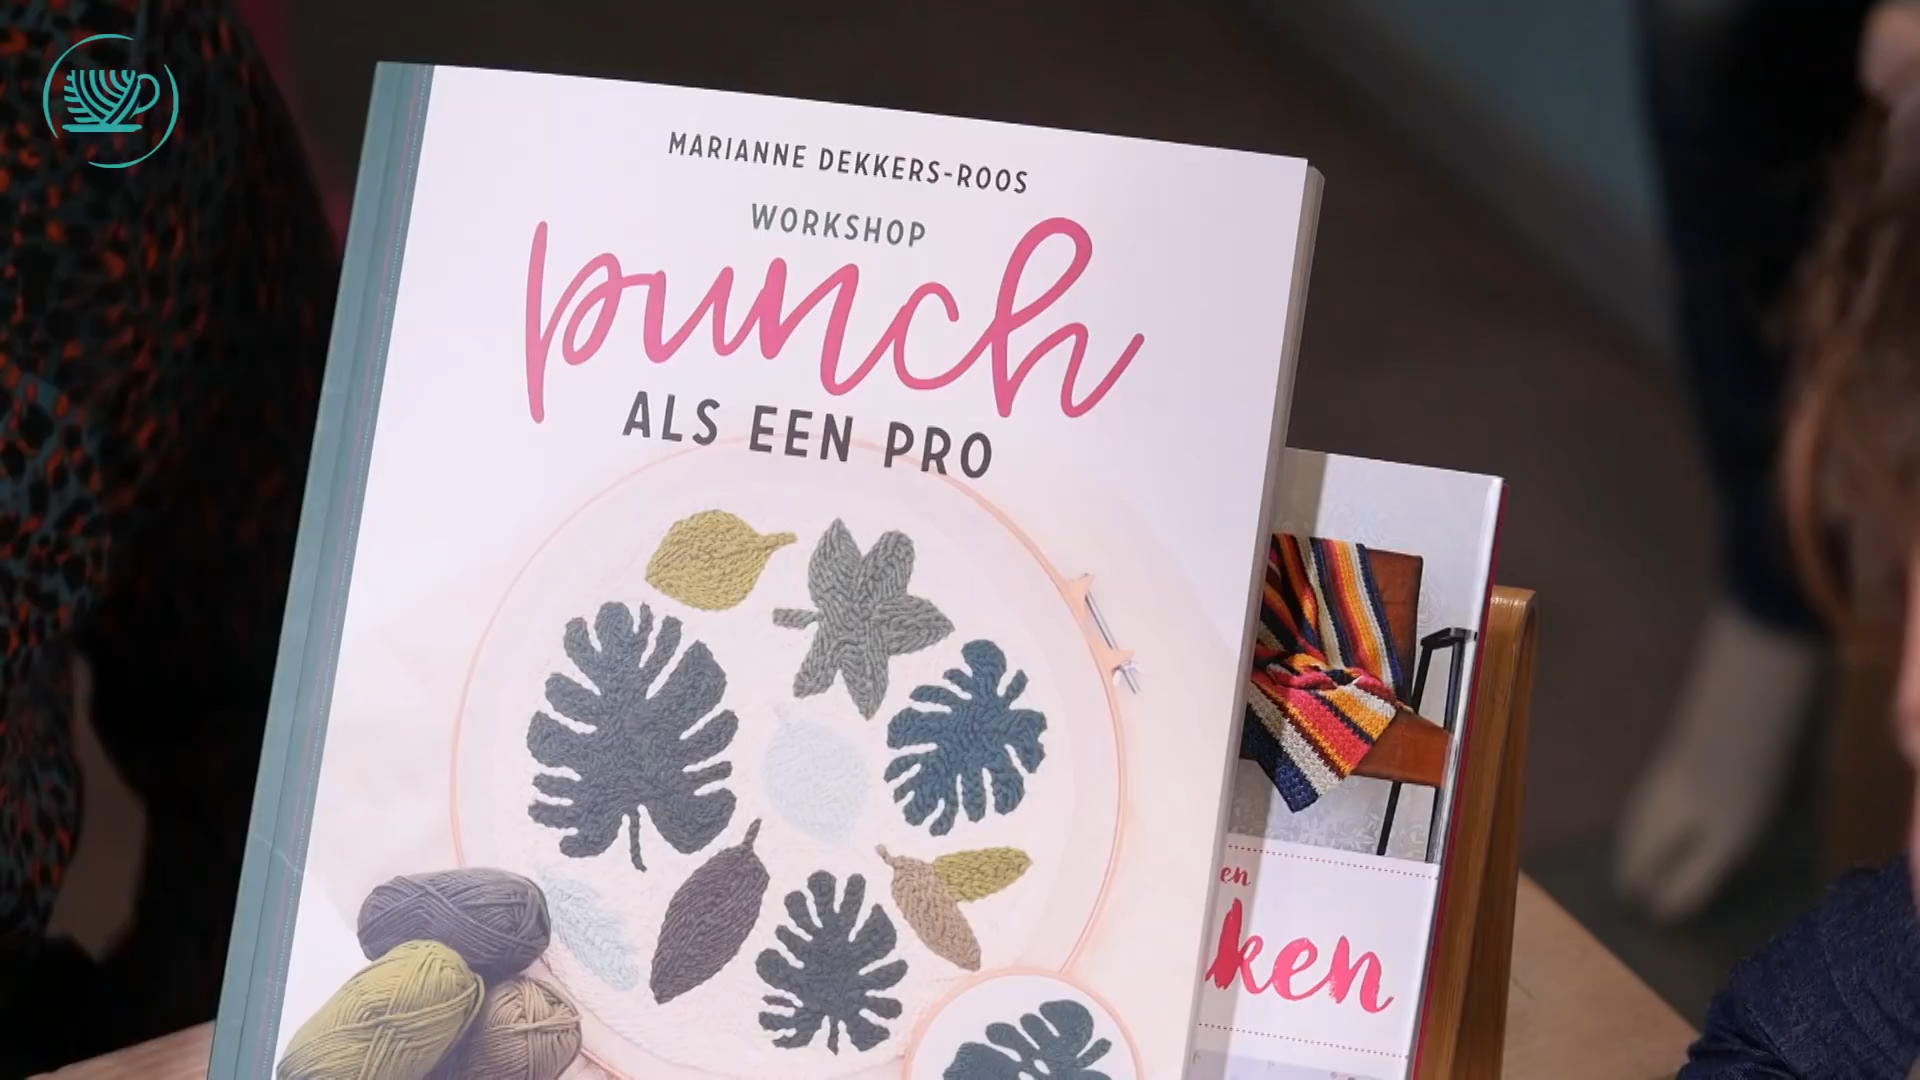 MARIANNE DEKKERS-ROOS
WORKSHOP
punch
ALS EEN PRO
en
ken